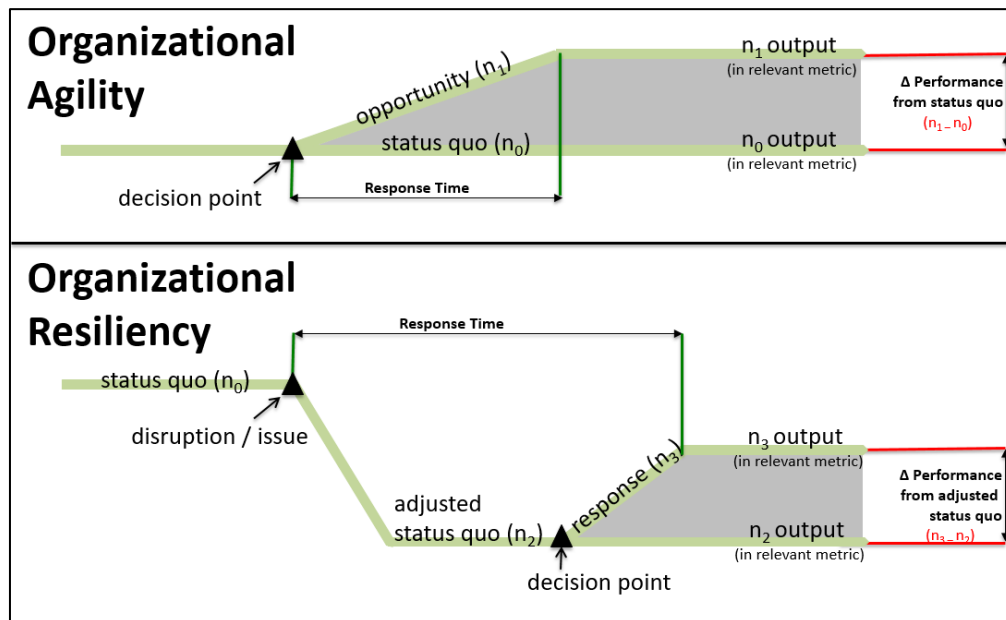 Organizational
Agility
opportunity (n₁)
status quo (n₀)
decision point
Response Time
n₁ output
(in relevant metric)
n₀ output
(in relevant metric)
Δ Performance
from status quo
(n₁₋ n₀)
Organizational
Resiliency
Response Time
status quo (n₀)
disruption / issue
adjusted
status quo (n₂)
response (n₃)
decision point
n₃ output
(in relevant metric)
n₂ output
(in relevant metric)
Δ Performance
from adjusted
status quo
(n₃₋ n₂)